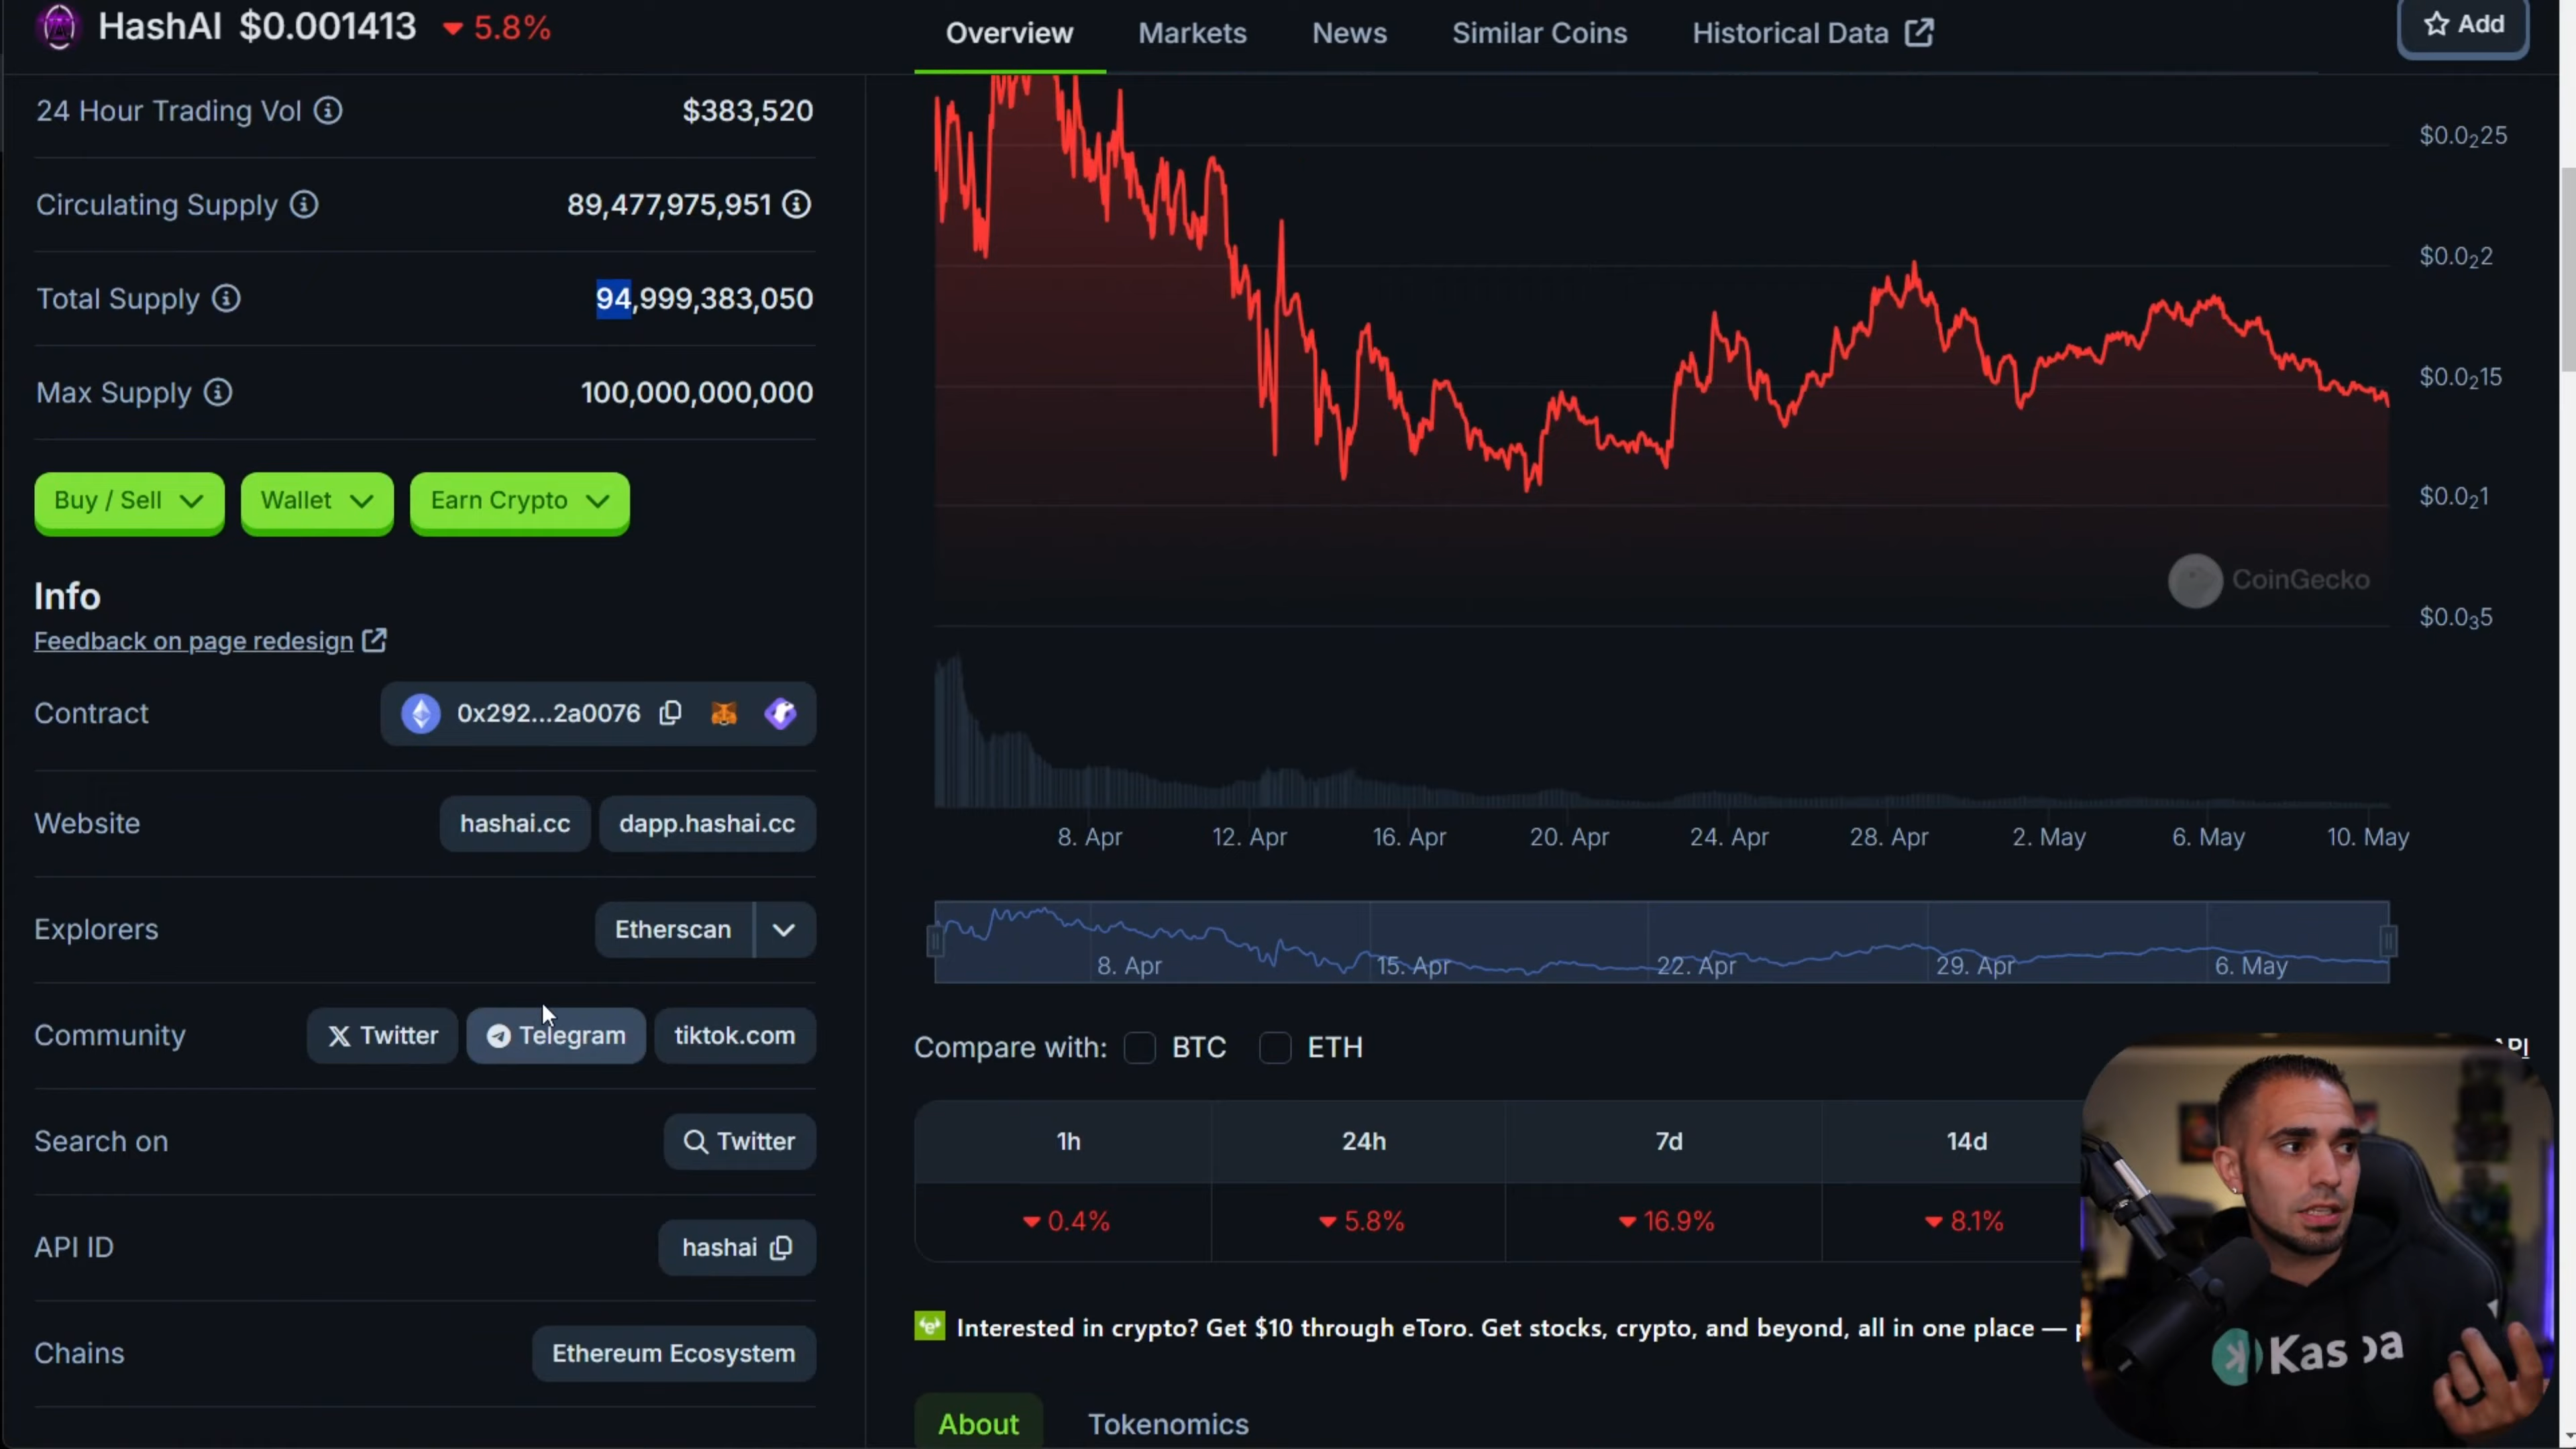 HashAI $0.001413 5.8%
Overview Markets News Similar Coins Historical Data
Add
24 Hour Trading Vol $383,520
Circulating Supply 89,477,975,951
Total Supply 94,999,383,050
Max Supply 100,000,000,000
Buy / Sell Wallet Earn Crypto
Info
Feedback on page redesign
Contract 0x292...2a0076
Website hashai.cc dapp.hashai.cc
Explorers Etherscan
Community Twitter Telegram tiktok.com
Search on Twitter
API ID hashai
Chains Ethereum Ecosystem
$0.0₂25
$0.0₂2
$0.0₂15
$0.0₂1
CoinGecko
$0.0₃5
8. Apr 12. Apr 16. Apr 20. Apr 24. Apr 28. Apr 2. May 6. May 10. May
8. Apr 15. Apr 22. Apr 29. Apr 6. May
Compare with: BTC ETH
1h 24h 7d 14d
0.4% 5.8% 16.9% 8.1%
Interested in crypto? Get $10 through eToro. Get stocks, crypto, and beyond, all in one place —
About Tokenomics